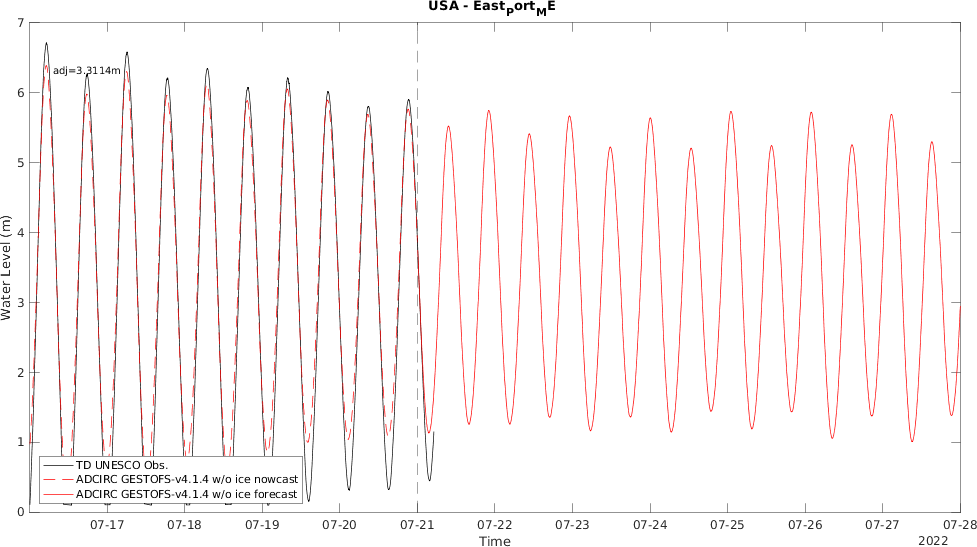 USA - EastPortME
7
6
5
4
3
2
1
0
Water Level (m)
adj=3.3114m
TD UNESCO Obs.
ADCIRC GESTOFS-v4.1.4 w/o ice nowcast
ADCIRC GESTOFS-v4.1.4 w/o ice forecast
07-17 07-18 07-19 07-20 07-21 07-22 07-23 07-24 07-25 07-26 07-27 07-28
Time
2022